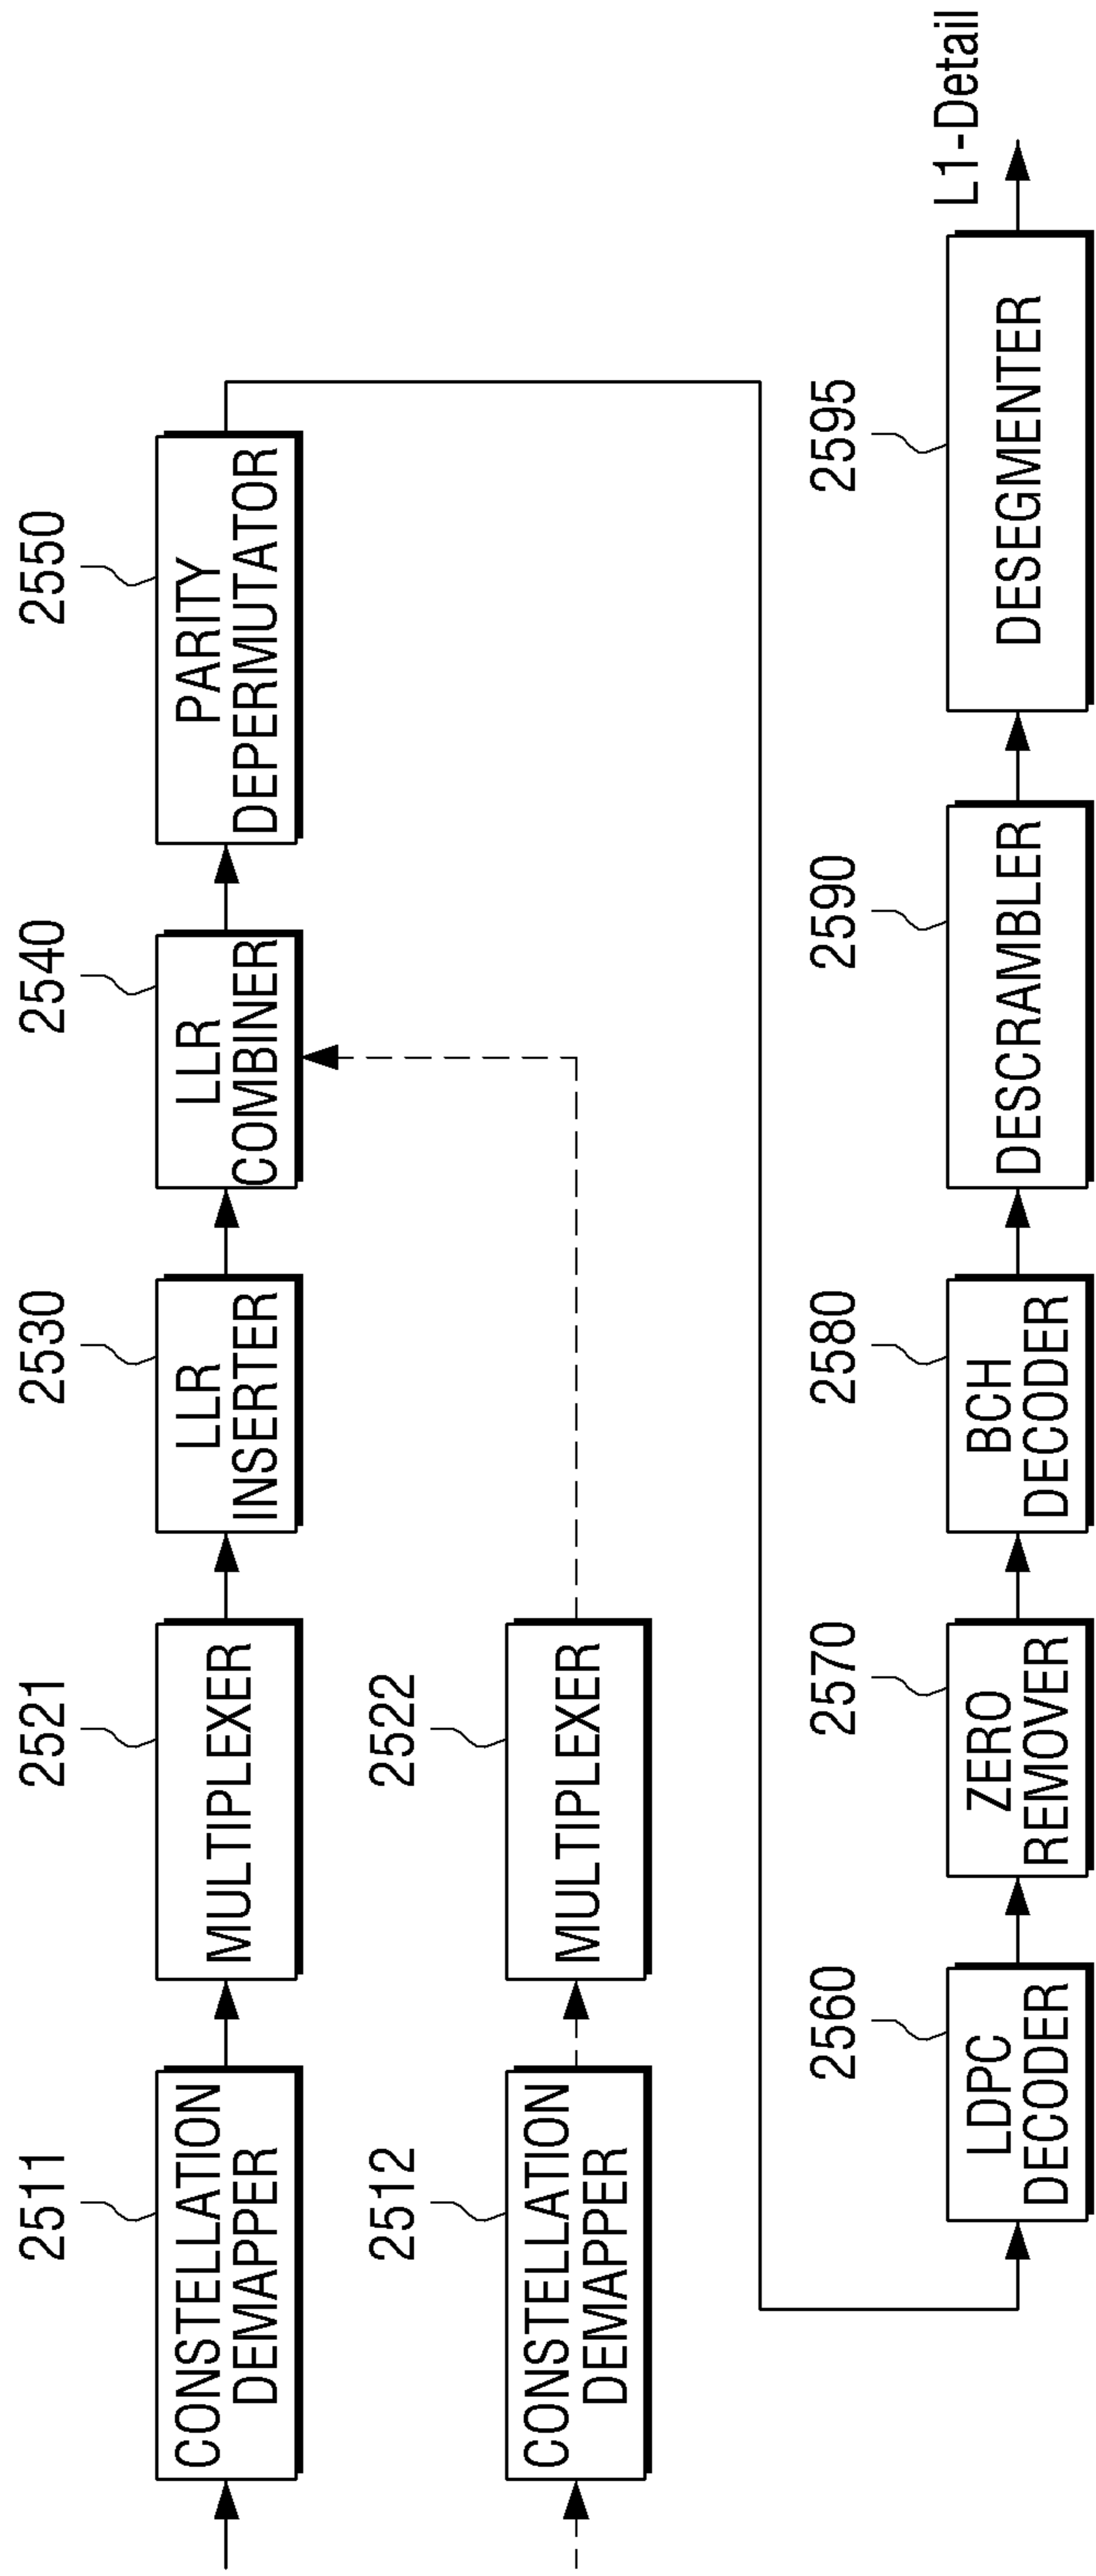 2511
CONSTELLATION
DEMAPPER
2521
MULTIPLEXER
2530
LLR
INSERTER
2540
LLR
COMBINER
2550
PARITY
DEPERMUTATOR
2512
CONSTELLATION
DEMAPPER
2522
MULTIPLEXER
2560
LDPC
DECODER
2570
ZERO
REMOVER
2580
BCH
DECODER
2590
DESCRAMBLER
2595
DESEGMENTER
L1-Detail